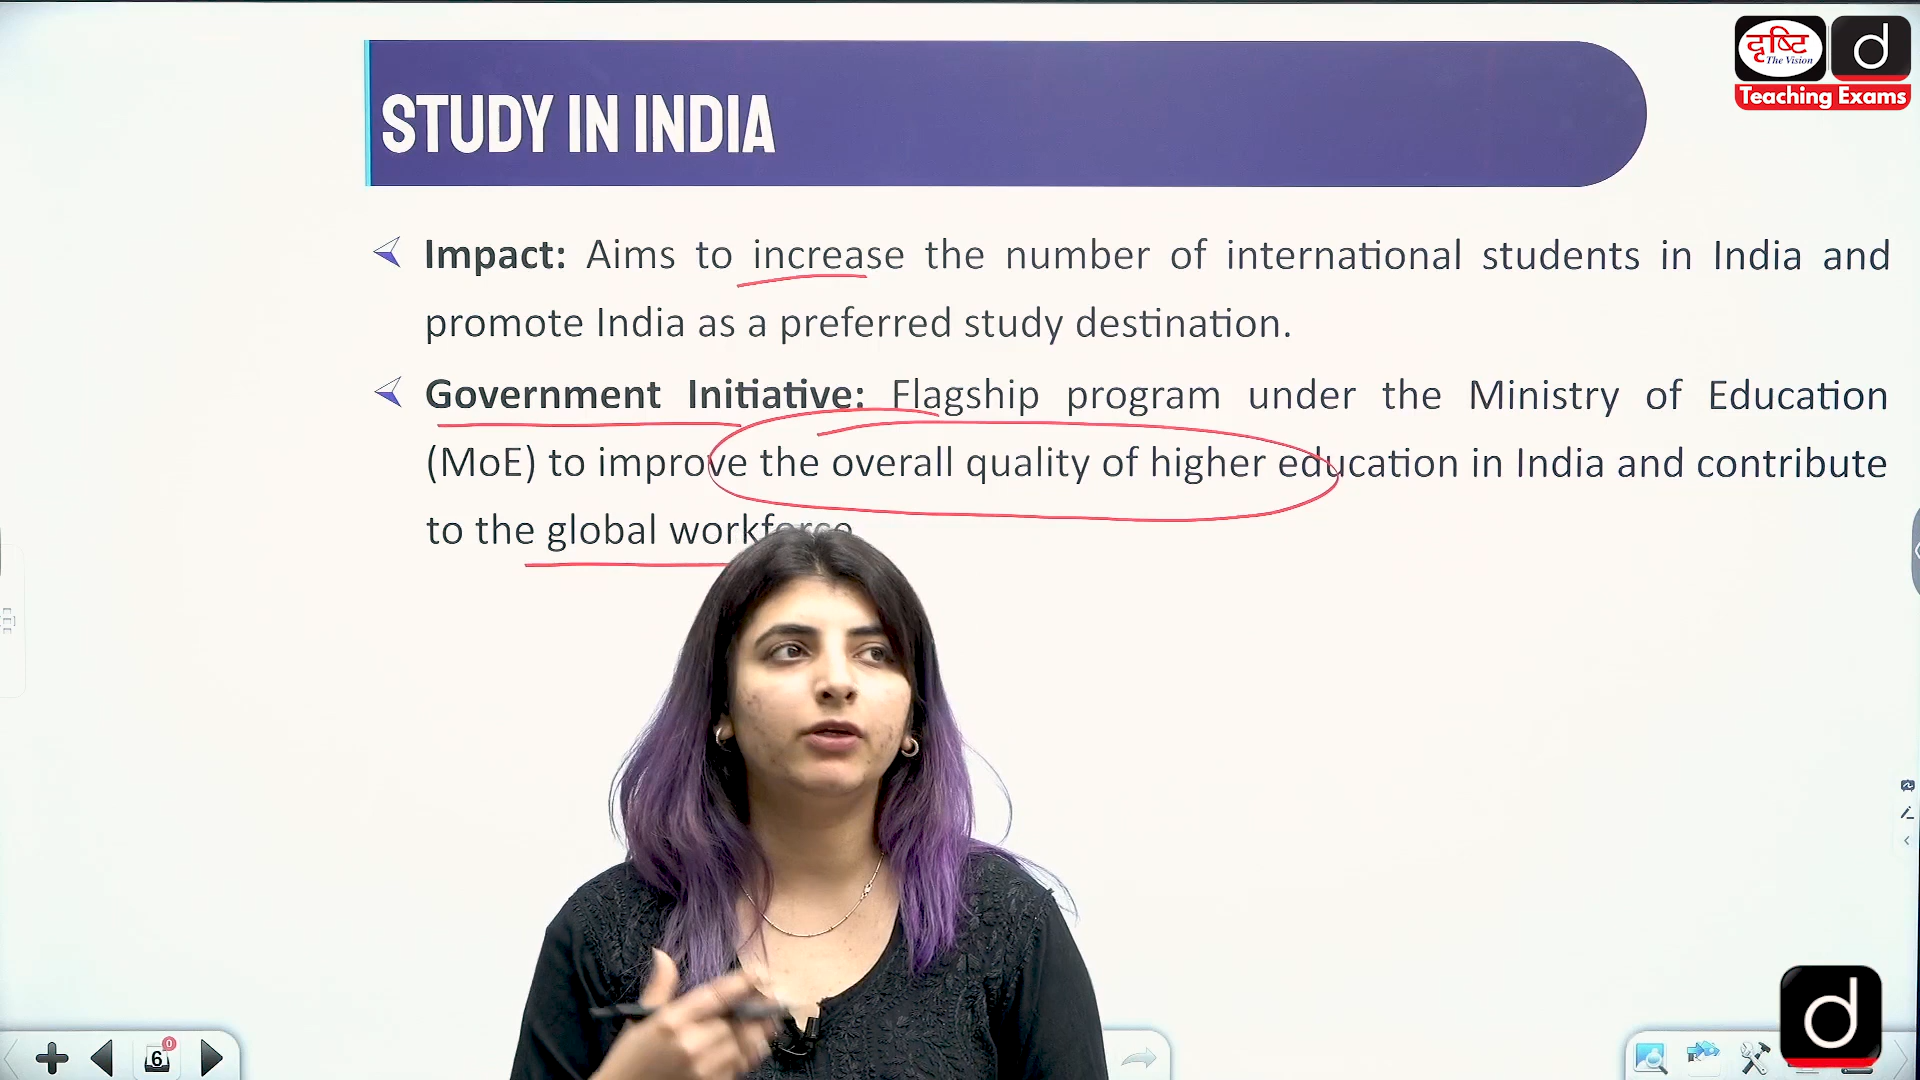 दृष्टि
The Vision
d
Teaching Exams
STUDY IN INDIA
Impact: Aims to increase the number of international students in India and
promote India as a preferred study destination.
Government Initiative: Flagship program under the Ministry of Education
(MoE) to improve the overall quality of higher education in India and contribute
to the global workforce
6
0
d